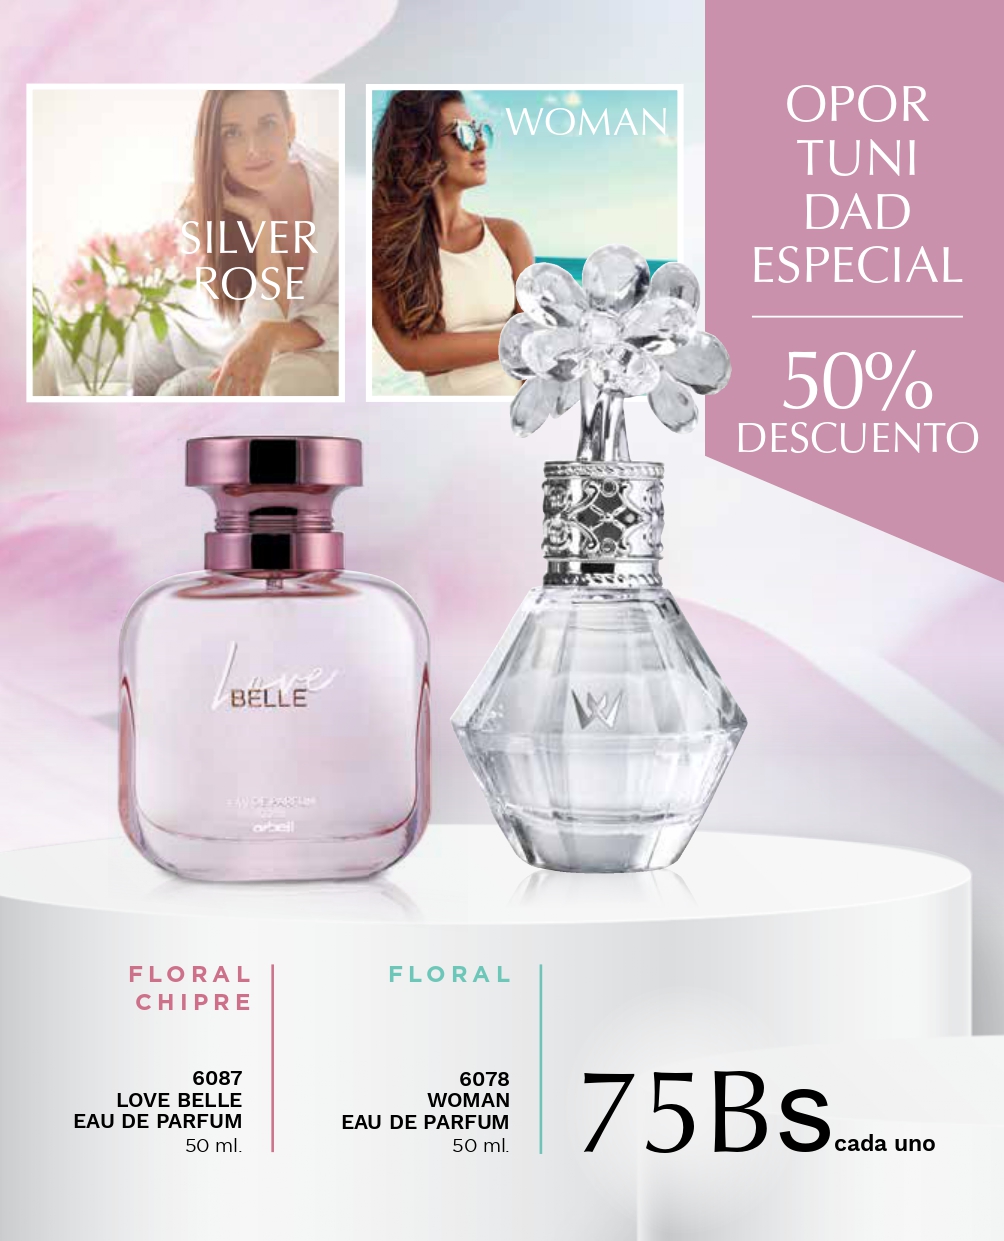 SILVER
ROSE
WOMAN
OPOR
TUNI
DAD
ESPECIAL
50%
DESCUENTO
Love
BELLE
EAU DE PARFUM
arbell
W
FLORAL
CHIPRE
6087
LOVE BELLE
EAU DE PARFUM
50 ml.
FLORAL
6078
WOMAN
EAU DE PARFUM
50 ml.
75Bs cada uno